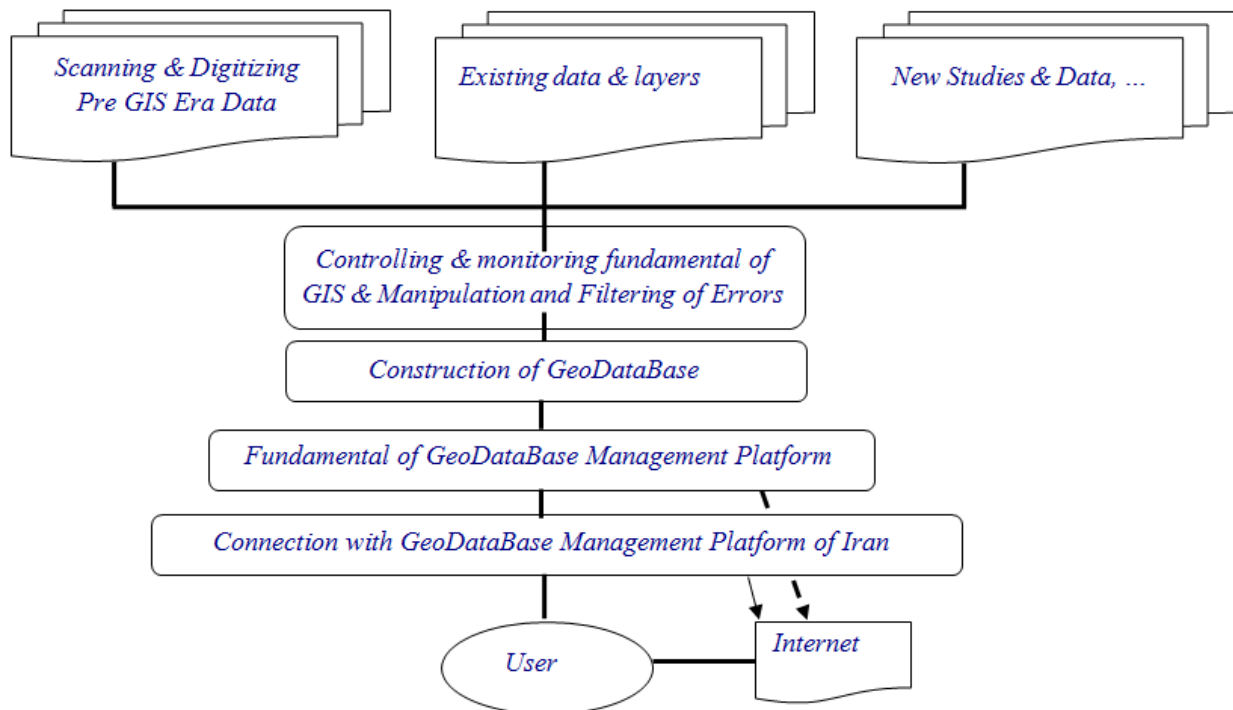 Scanning & Digitizing
Pre GIS Era Data
Existing data & layers
New Studies & Data, ...
Controlling & monitoring fundamental of
GIS & Manipulation and Filtering of Errors
Construction of GeoDataBase
Fundamental of GeoDataBase Management Platform
Connection with GeoDataBase Management Platform of Iran
User
Internet